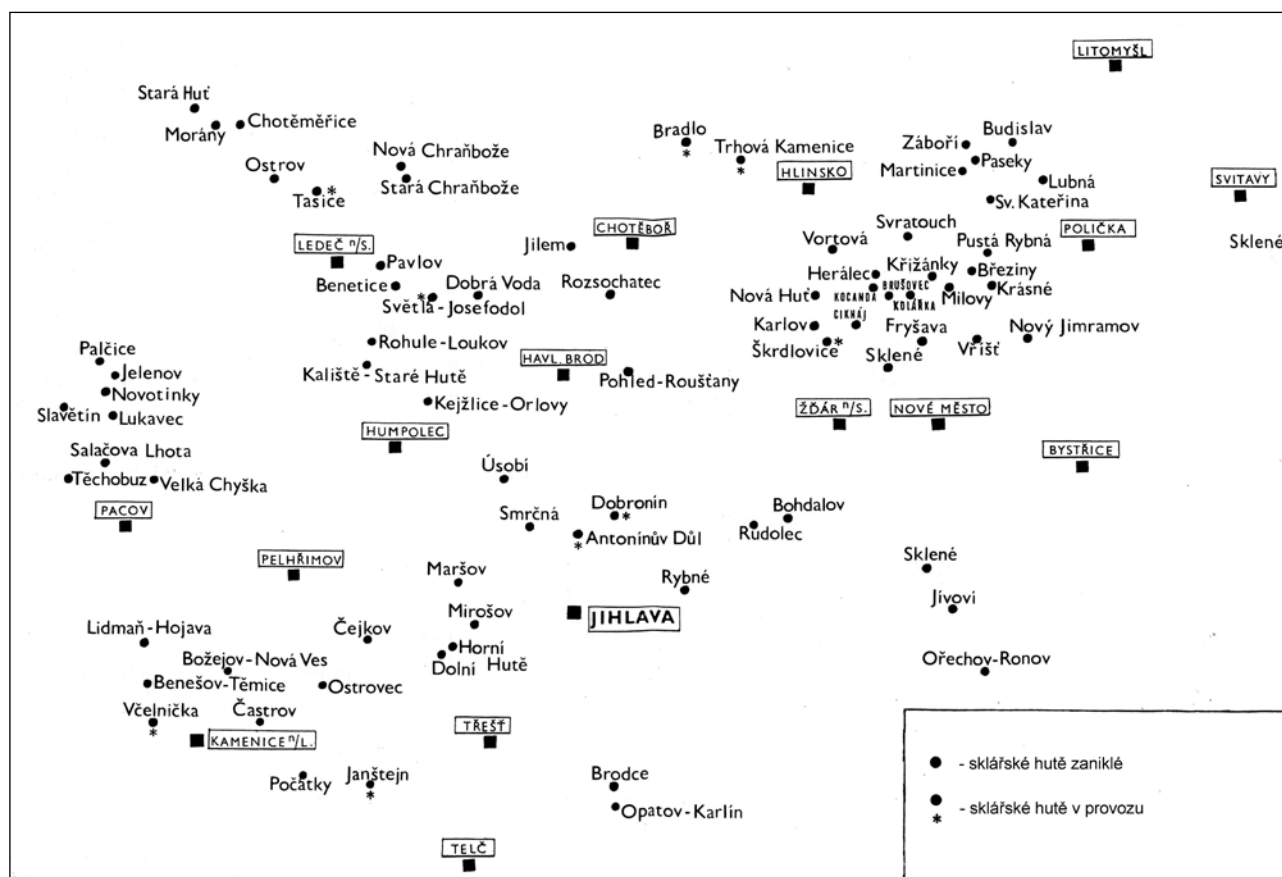 LITOMYŠL
Stará Huť
Morány
Chotěměřice
Bradlo
Trhová Kamenice
Záboří
Budislav
Nová Chraňbože
Ostrov
Stará Chraňbože
Tasice
HLINSKO
Martinice
Paseky
Lubná
SVITAVY
Sv. Kateřina
LEDEČ n/S.
Jilem
CHOTĚBOŘ
Svratouch
Vortová
Pustá Rybná
POLIČKA
Sklené
Pavlov
Benetice
Dobrá Voda
Světlá-Josefodol
Rozsochatec
Herálec
Křižánky
Březiny
Nová Huť
KOCANDA
BRUŠOVEC
KOLÁŘKA
Milovy
Krásné
Karlov
CIKHÁJ
Škrdlovice
Fryšava
Sklené
Vříšť
Nový Jimramov
Palčice
Jelenov
Novotinky
Slavětín
Lukavec
Rohule-Loukov
Kaliště-Staré Hutě
HAVL. BROD
Pohled-Roušťany
Kejžlice-Orlovy
HUMPOLEC
ŽĎÁR n/S.
NOVÉ MĚSTO
BYSTŘICE
Salačova Lhota
Těchobuz
Velká Chyška
PACOV
Úsobí
Smrčná
Dobronín
Antonínův Důl
Bohdalov
Rudolec
PELHŘIMOV
Maršov
Rybné
Sklené
Jívoví
Mirošov
JIHLAVA
Lidmaň-Hojava
Čejkov
Horní
Dolní Hutě
Božejov-Nová Ves
Benešov-Těmice
Ostrovec
Ořechov-Ronov
Včelnička
Častrov
KAMENICE n/L.
TŘEŠŤ
Počátky
Janštejn
Brodce
Opatov-Karlín
TELČ
- sklářské hutě zaniklé
- sklářské hutě v provozu